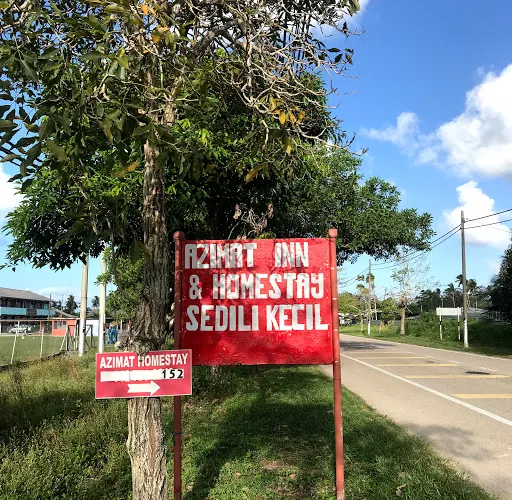 AZIMAT INN
& HOMESTAY
SEDILI KECIL
AZIMAT HOMESTAY
152